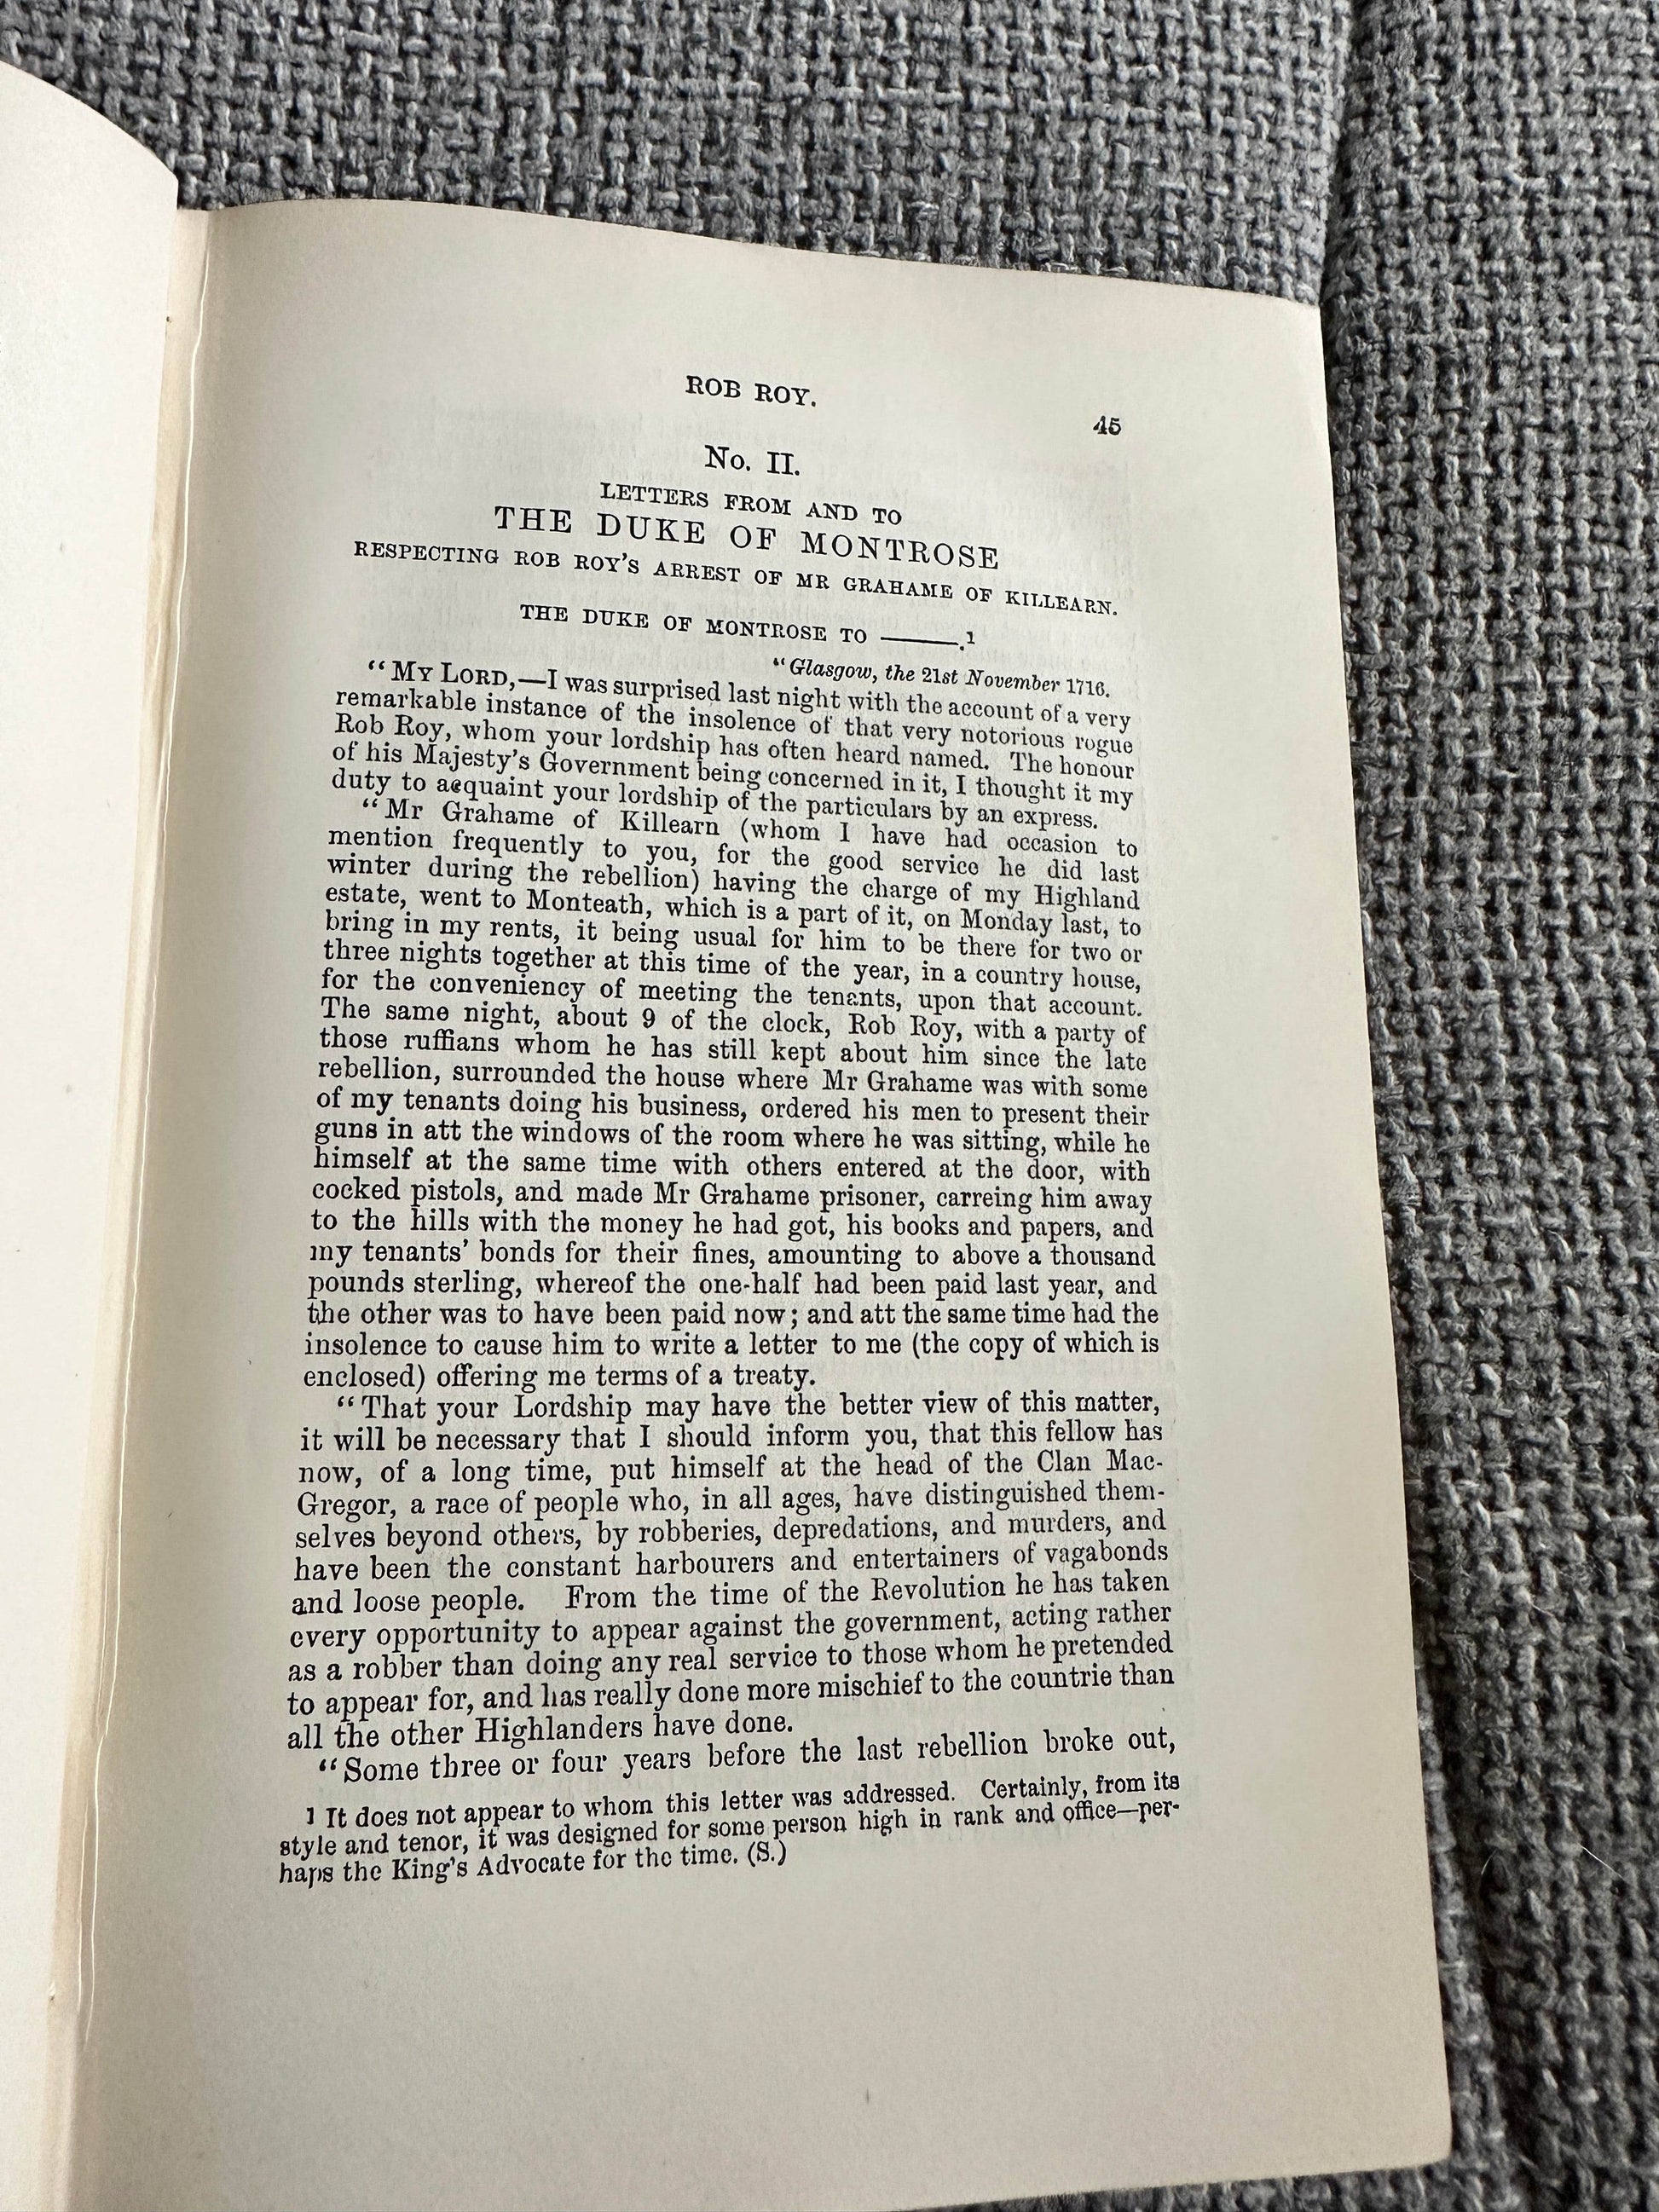 ROB ROY.
45
No. II.
LETTERS FROM AND TO
THE DUKE OF MONTROSE
RESPECTING ROB ROY'S ARREST OF MR GRAHAME OF KILLEARN.
THE DUKE OF MONTROSE TO ———.1
"Glasgow, the 21st November 1716.
"MY LORD,—I was surprised last night with the account of a very
remarkable instance of the insolence of that very notorious rogue
Rob Roy, whom your lordship has often heard named. The honour
of his Majesty's Government being concerned in it, I thought it my
duty to acquaint your lordship of the particulars by an express.
"Mr Grahame of Killearn (whom I have had occasion to
mention frequently to you, for the good service he did last
winter during the rebellion) having the charge of my Highland
estate, went to Monteath, which is a part of it, on Monday last, to
bring in my rents, it being usual for him to be there for two or
three nights together at this time of the year, in a country house,
for the conveniency of meeting the tenants, upon that account.
The same night, about 9 of the clock, Rob Roy, with a party of
those ruffians whom he has still kept about him since the late
rebellion, surrounded the house where Mr Grahame was with some
of my tenants doing his business, ordered his men to present their
guns in att the windows of the room where he was sitting, while he
himself at the same time with others entered at the door, with
cocked pistols, and made Mr Grahame prisoner, carreing him away
to the hills with the money he had got, his books and papers, and
my tenants' bonds for their fines, amounting to above a thousand
pounds sterling, whereof the one-half had been paid last year, and
the other was to have been paid now; and att the same time had the
insolence to cause him to write a letter to me (the copy of which is
enclosed) offering me terms of a treaty.
"That your Lordship may have the better view of this matter,
it will be necessary that I should inform you, that this fellow has
now, of a long time, put himself at the head of the Clan Mac-
Gregor, a race of people who, in all ages, have distinguished them-
selves beyond others, by robberies, depredations, and murders, and
have been the constant harbourers and entertainers of vagabonds
and loose people. From the time of the Revolution he has taken
every opportunity to appear against the government, acting rather
as a robber than doing any real service to those whom he pretended
to appear for, and has really done more mischief to the countrie than
all the other Highlanders have done.
"Some three or four years before the last rebellion broke out,
1 It does not appear to whom this letter was addressed. Certainly, from its
style and tenor, it was designed for some person high in rank and office—per-
haps the King's Advocate for the time. (S.)